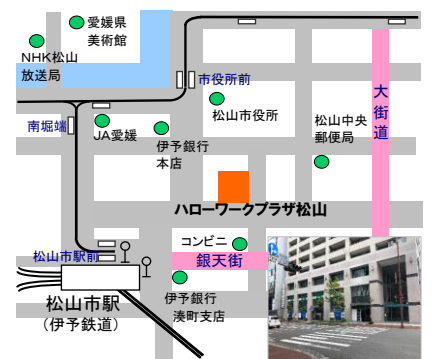 愛媛県
美術館
NHK松山
放送局
市役所前
松山市役所
大街道
松山中央
郵便局
南堀端
JA愛媛
伊予銀行
本店
ハローワークプラザ松山
コンビニ
松山市駅前
銀天街
松山市駅
（伊予鉄道）
伊予銀行
湊町支店